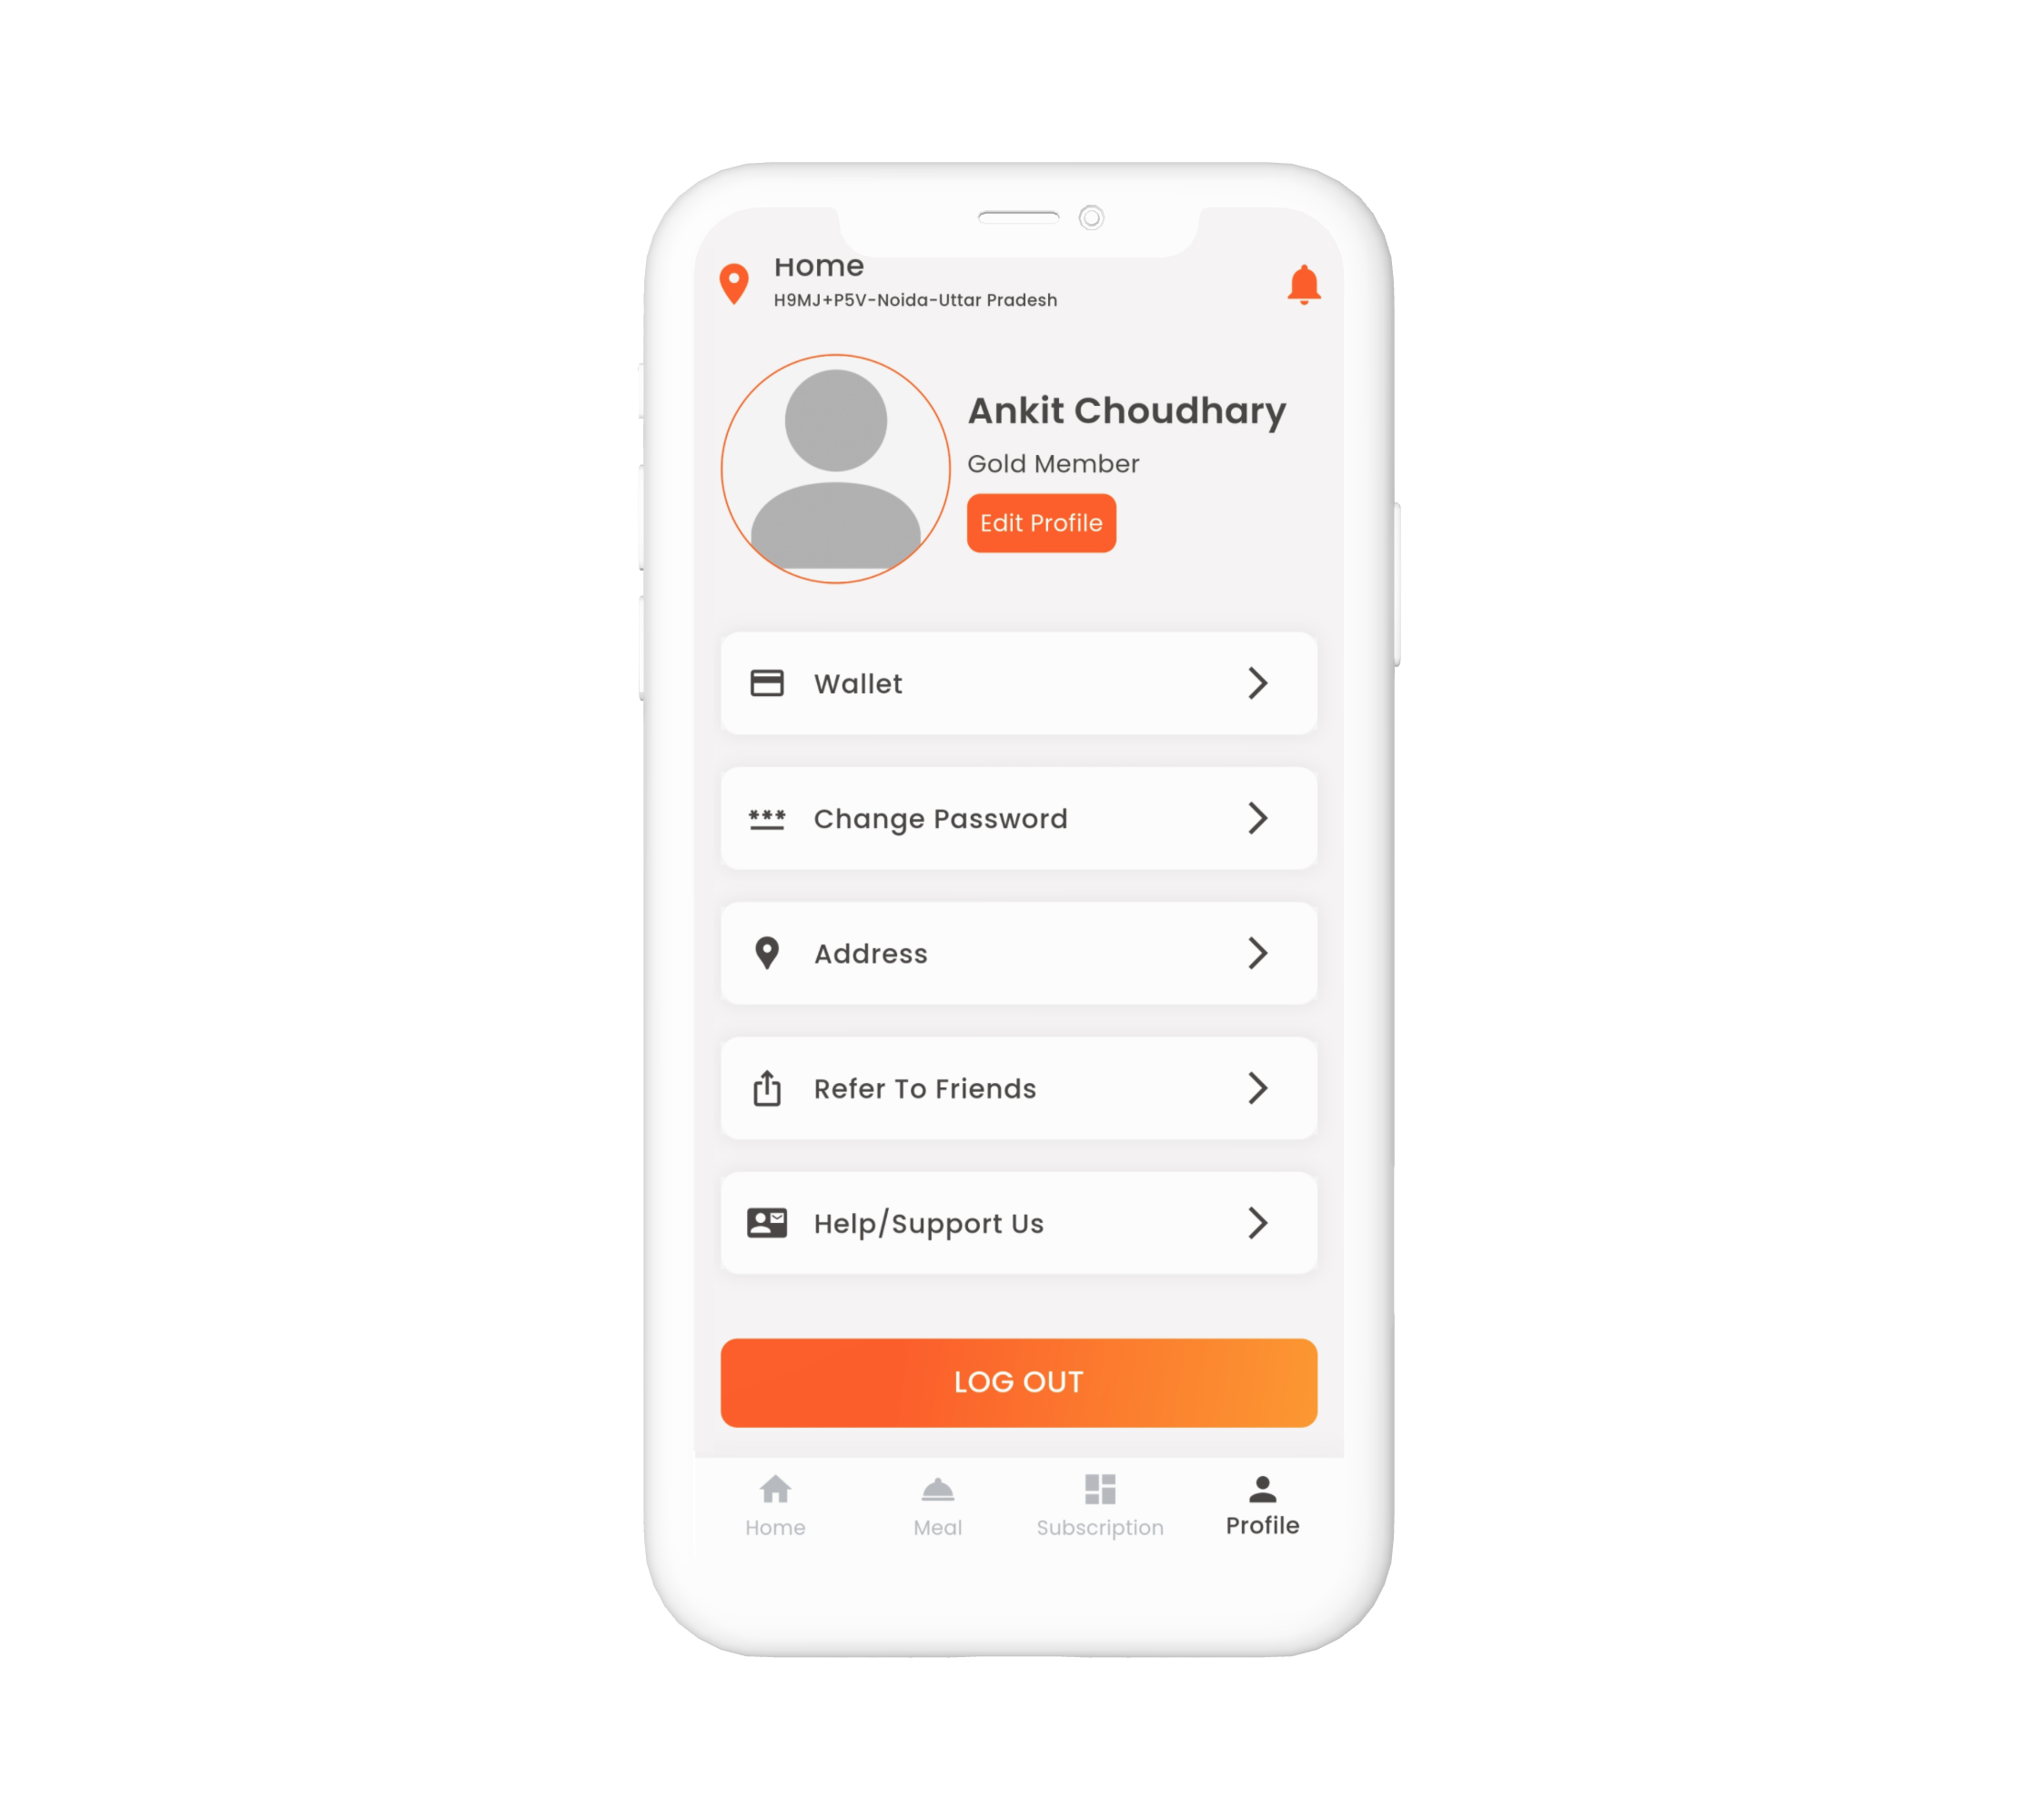 Home
H9MJ+P5V-Noida-Uttar Pradesh
Ankit Choudhary
Gold Member
Edit Profile
Wallet
*** Change Password
Address
Refer To Friends
Help/Support Us
LOG OUT
Home Meal Subscription Profile